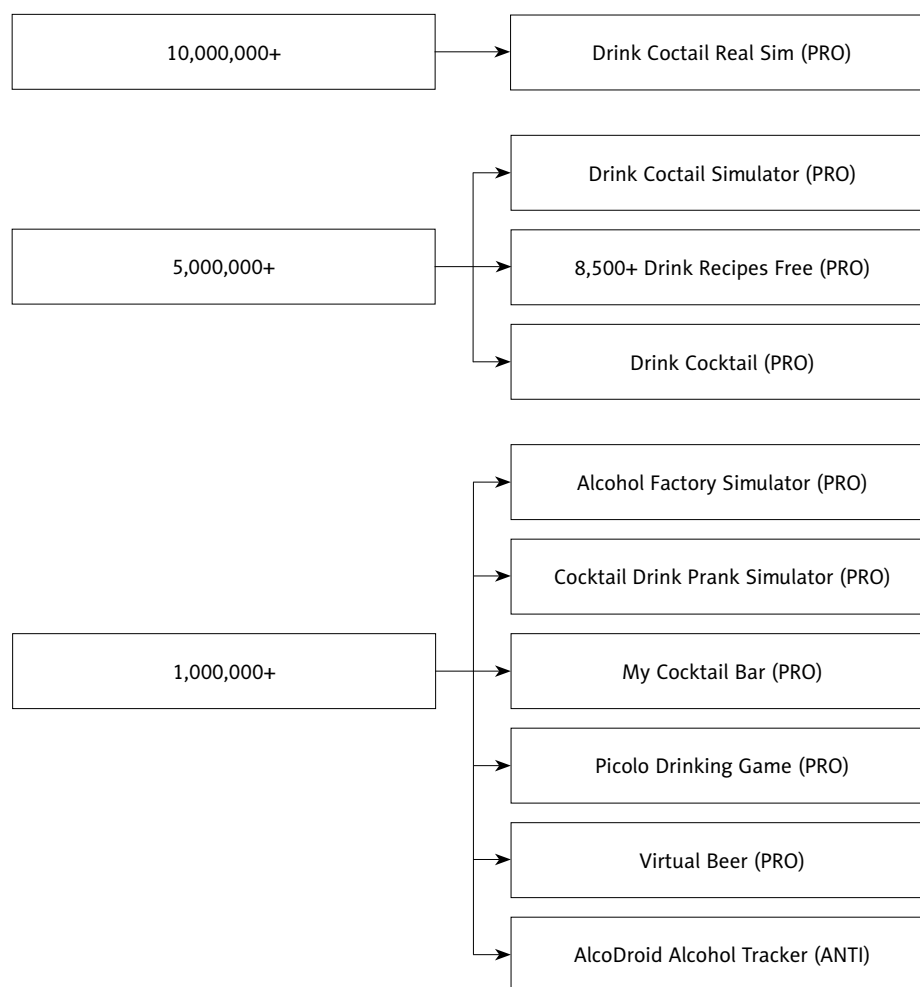 10,000,000+
Drink Coctail Real Sim (PRO)
Drink Coctail Simulator (PRO)
5,000,000+
8,500+ Drink Recipes Free (PRO)
Drink Cocktail (PRO)
Alcohol Factory Simulator (PRO)
Cocktail Drink Prank Simulator (PRO)
1,000,000+
My Cocktail Bar (PRO)
Picolo Drinking Game (PRO)
Virtual Beer (PRO)
AlcoDroid Alcohol Tracker (ANTI)